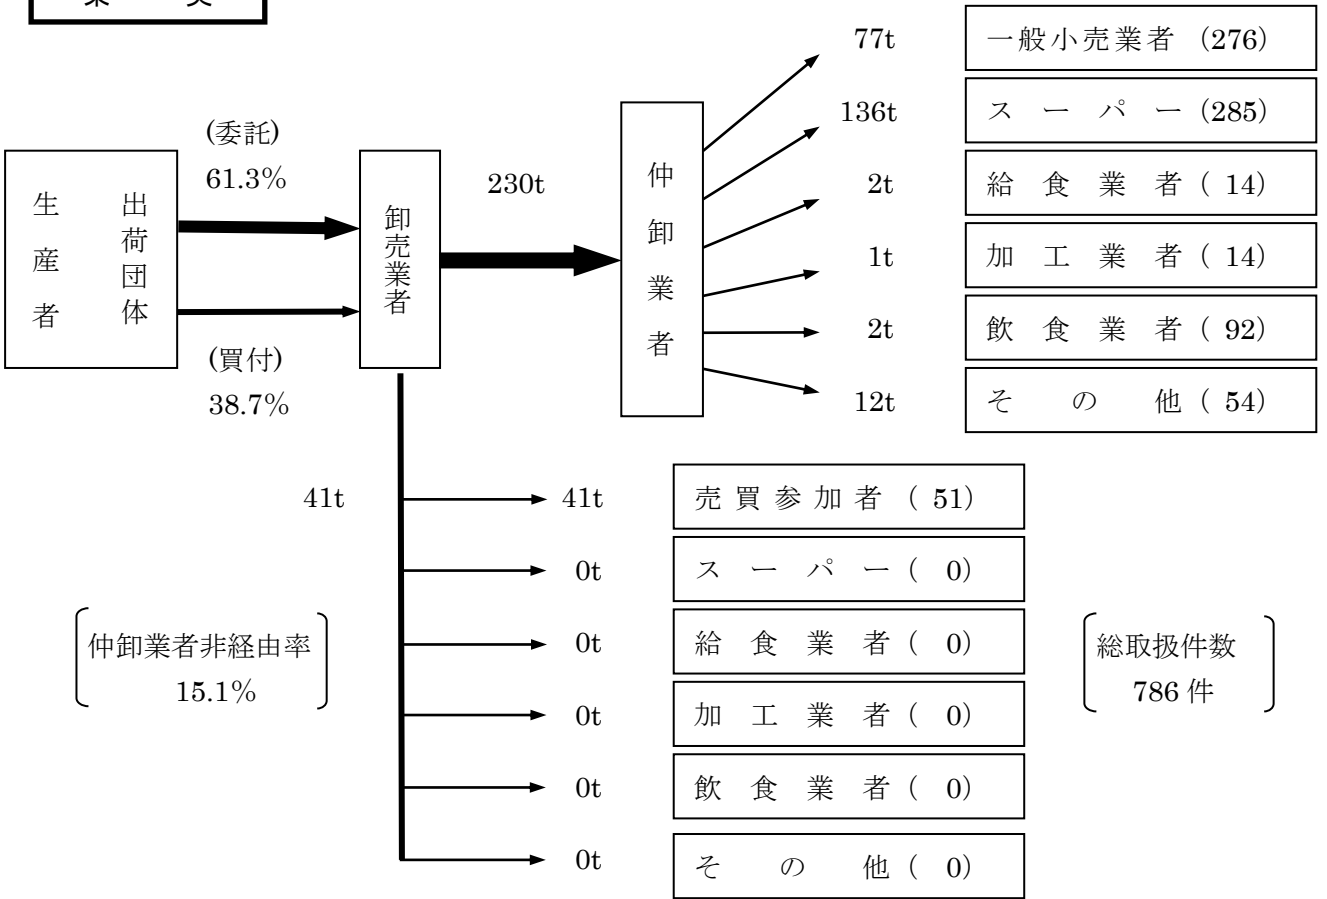 77t 一般小売業者 (276)
136t スーパー (285)
2t 給食業者 ( 14)
1t 加工業者 ( 14)
2t 飲食業者 ( 92)
12t その他 ( 54)
生産者
出荷団体
(委託)
61.3%
(買付)
38.7%
卸売業者
230t
仲卸業者
41t
41t 売買参加者 ( 51)
0t スーパー ( 0)
0t 給食業者 ( 0)
0t 加工業者 ( 0)
0t 飲食業者 ( 0)
0t その他 ( 0)
仲卸業者非経由率
15.1%
総取扱件数
786 件